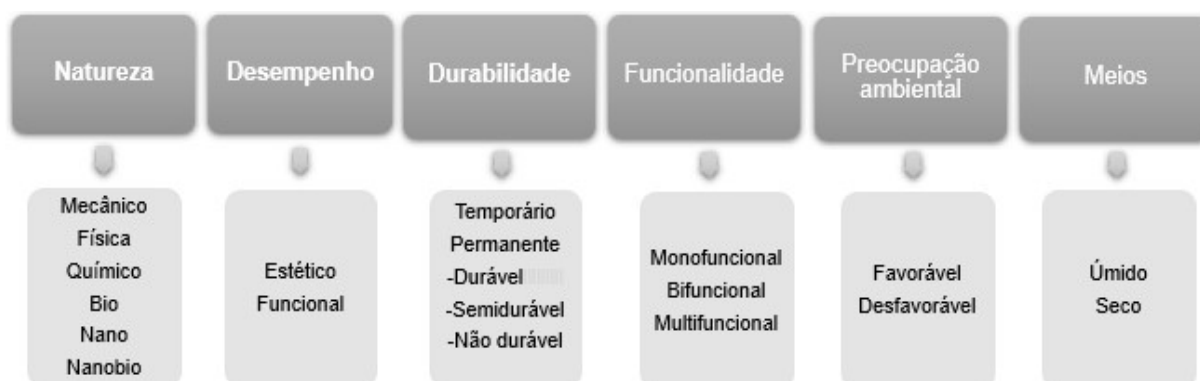 Natureza
Desempenho
Durabilidade
Funcionalidade
Preocupação
ambiental
Meios
Mecânico
Física
Químico
Bio
Nano
Nanobio
Estético
Funcional
Temporário
Permanente
-Durável
-Semidurável
-Não durável
Monofuncional
Bifuncional
Multifuncional
Favorável
Desfavorável
Úmido
Seco